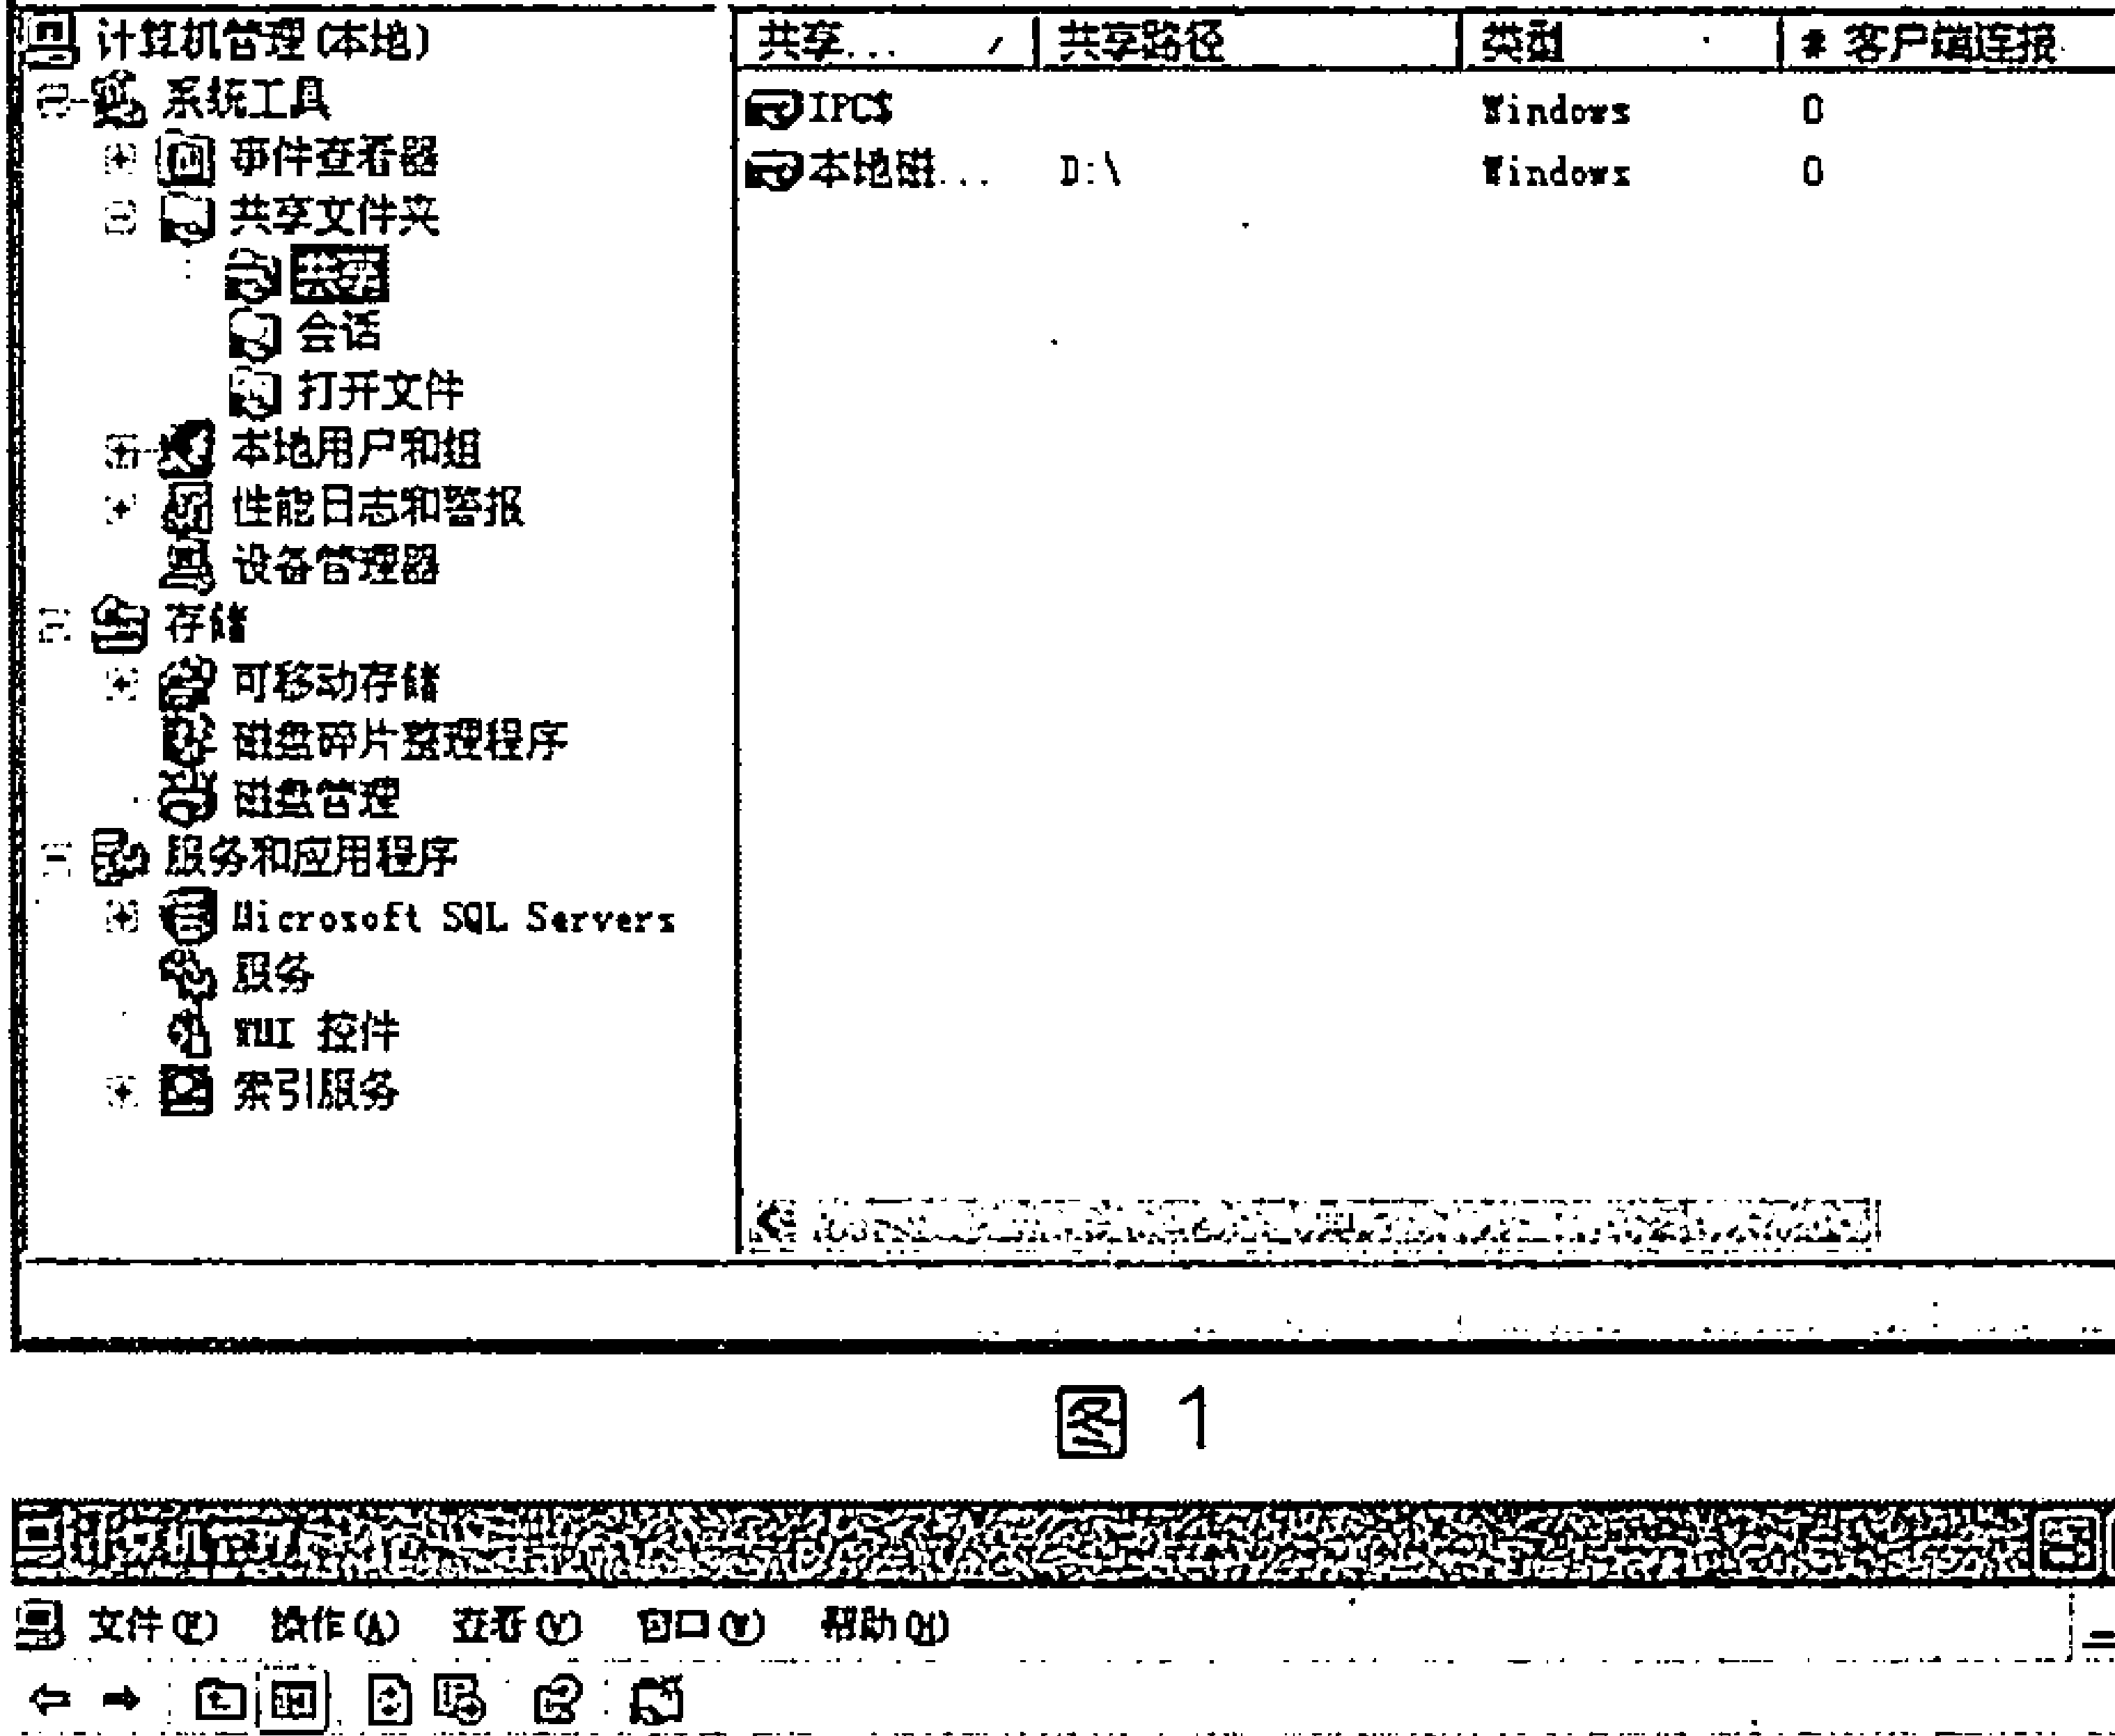 计算机管理(本地)
系统工具
事件查看器
共享文件夹
共享
会话
打开文件
本地用户和组
性能日志和警报
设备管理器
存储
可移动存储
磁盘碎片整理程序
磁盘管理
服务和应用程序
Microsoft SQL Servers
服务
WMI 控件
索引服务
共享... 共享路径 类型 # 客户端连接
IPC$ Windows 0
本地磁... D:\ Windows 0
图 1
计算机管理
文件(F) 操作(A) 查看(V) 窗口(W) 帮助(H)